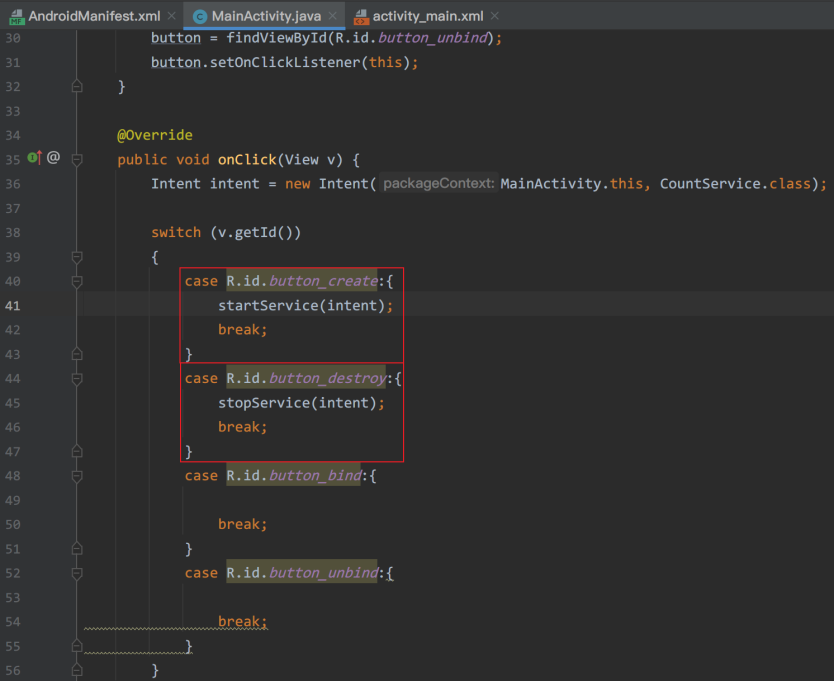 AndroidManifest.xml MainActivity.java activity_main.xml
30 button = findViewById(R.id.button_unbind);
31 button.setOnClickListener(this);
32 }
33
34 @Override
35 public void onClick(View v) {
36 Intent intent = new Intent( packageContext: MainActivity.this, CountService.class);
37
38 switch (v.getId())
39 {
40 case R.id.button_create:{
41 startService(intent);
42 break;
43 }
44 case R.id.button_destroy:{
45 stopService(intent);
46 break;
47 }
48 case R.id.button_bind:{
49
50 break;
51 }
52 case R.id.button_unbind:{
53
54 break;
55 }
56 }